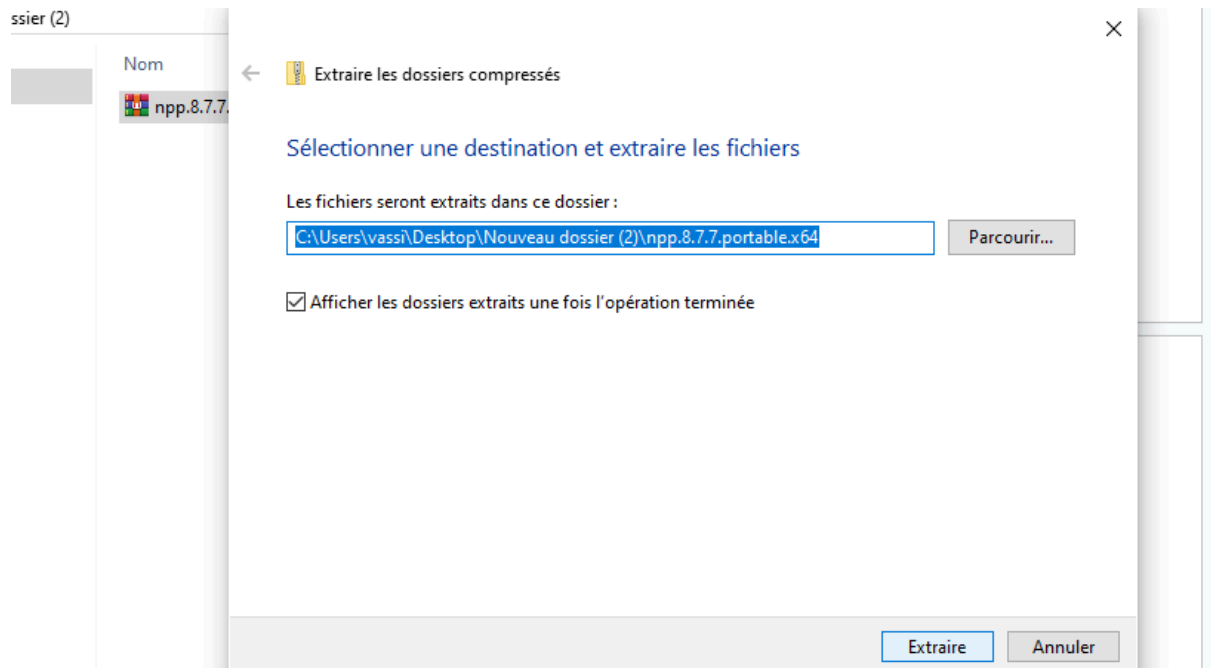 ssier (2)
Nom
npp.8.7.7.
Extraire les dossiers compressés
Sélectionner une destination et extraire les fichiers
Les fichiers seront extraits dans ce dossier :
C:\Users\vassi\Desktop\Nouveau dossier (2)\npp.8.7.7.portable.x64
Parcourir...
Afficher les dossiers extraits une fois l'opération terminée
Extraire
Annuler